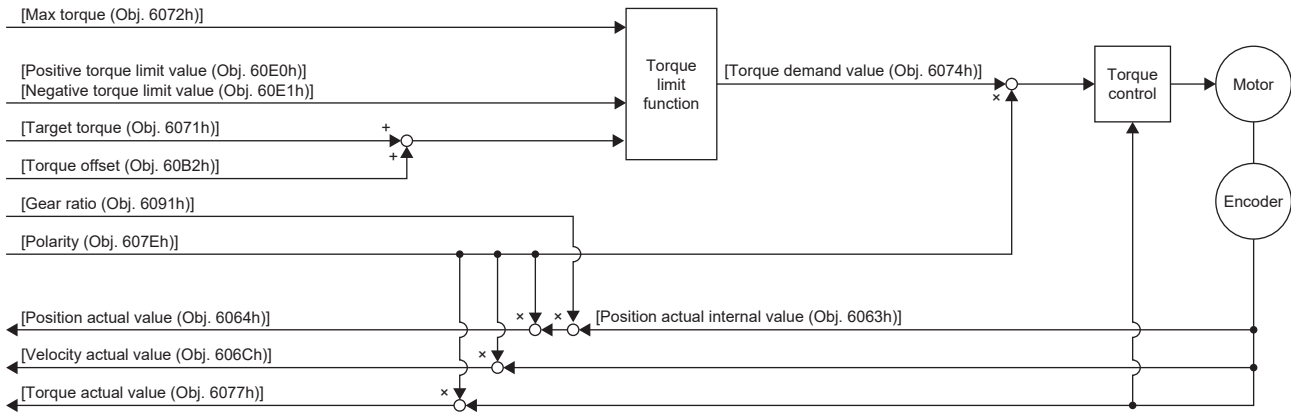 [Max torque (Obj. 6072h)]
[Positive torque limit value (Obj. 60E0h)]
[Negative torque limit value (Obj. 60E1h)]
Torque
limit
function
[Torque demand value (Obj. 6074h)]
×
Torque
control
Motor
[Target torque (Obj. 6071h)]
+
+
[Torque offset (Obj. 60B2h)]
[Gear ratio (Obj. 6091h)]
Encoder
[Polarity (Obj. 607Eh)]
[Position actual value (Obj. 6064h)]
×
×
[Position actual internal value (Obj. 6063h)]
[Velocity actual value (Obj. 606Ch)]
×
[Torque actual value (Obj. 6077h)]
×